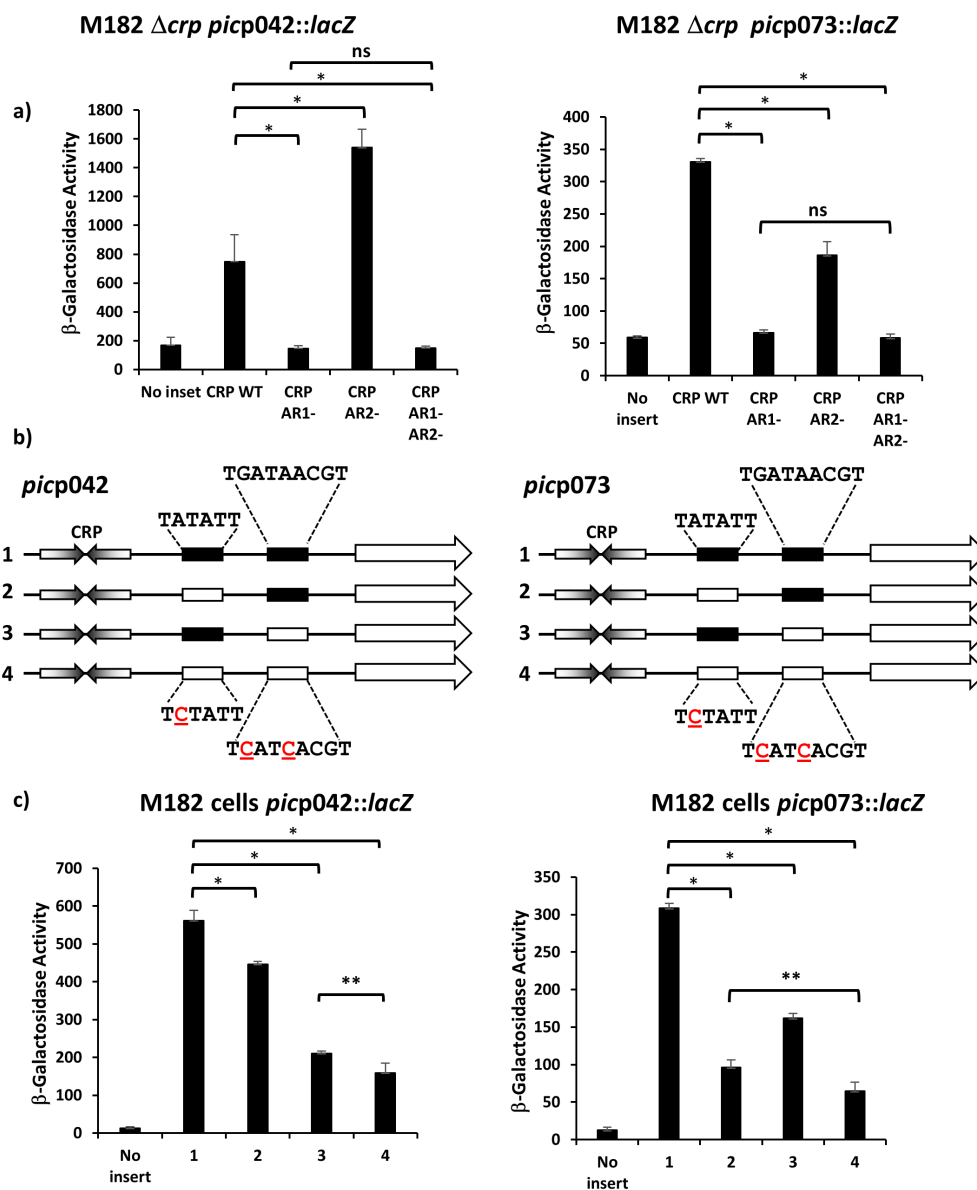 M182 Δcrp picp042::lacZ
M182 Δcrp picp073::lacZ
a)
ns
*
*
*
β-Galactosidase Activity
1800
1600
1400
1200
1000
800
600
400
200
0
No inset
CRP WT
CRP AR1-
CRP AR2-
CRP AR1- AR2-
*
*
*
ns
β-Galactosidase Activity
400
350
300
250
200
150
100
50
0
No insert
CRP WT
CRP AR1-
CRP AR2-
CRP AR1- AR2-
b)
picp042
TGATAACGT
TATATT
CRP
1
2
3
4
TCTATT
TCATCACGT
picp073
TGATAACGT
TATATT
CRP
1
2
3
4
TCTATT
TCATCACGT
c)
M182 cells picp042::lacZ
*
*
*
**
β-Galactosidase Activity
700
600
500
400
300
200
100
0
No insert
1
2
3
4
M182 cells picp073::lacZ
*
*
*
**
β-Galactosidase Activity
350
300
250
200
150
100
50
0
No insert
1
2
3
4